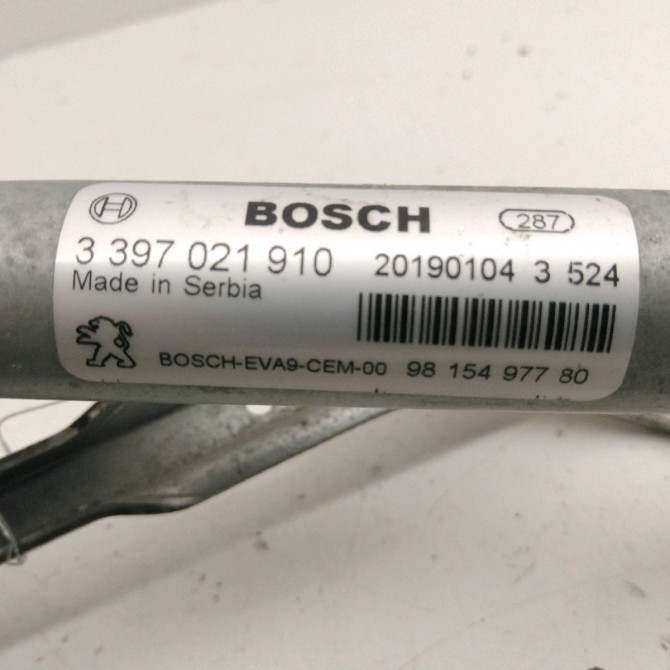 BOSCH 287
3 397 021 910 20190104 3 524
Made in Serbia
BOSCH-EVA9-CEM-00 98 154 977 80